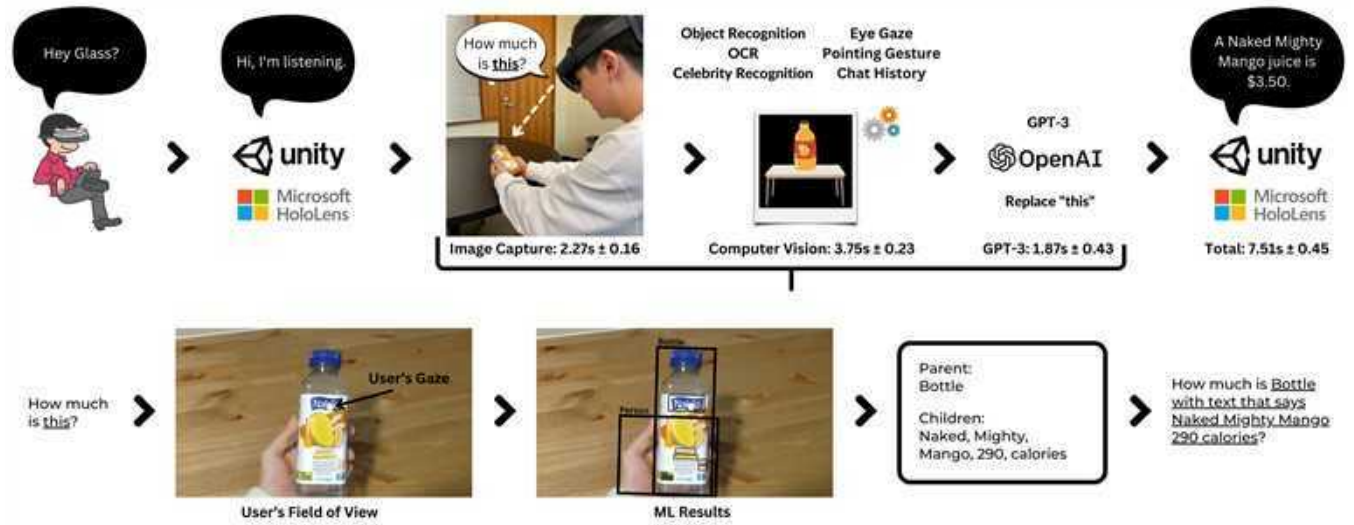 Hey Glass?
Hi, I'm listening.
unity
Microsoft
HoloLens
How much
is this?
Image Capture: 2.27s ± 0.16
Object Recognition
OCR
Celebrity Recognition
Eye Gaze
Pointing Gesture
Chat History
Computer Vision: 3.75s ± 0.23
GPT-3
OpenAI
Replace "this"
GPT-3: 1.87s ± 0.43
A Naked Mighty
Mango juice is
$3.50.
unity
Microsoft
HoloLens
Total: 7.51s ± 0.45
How much
is this?
User's Gaze
User's Field of View
Bottle
Person
ML Results
Parent:
Bottle
Children:
Naked, Mighty,
Mango, 290, calories
How much is Bottle
with text that says
Naked Mighty Mango
290 calories?